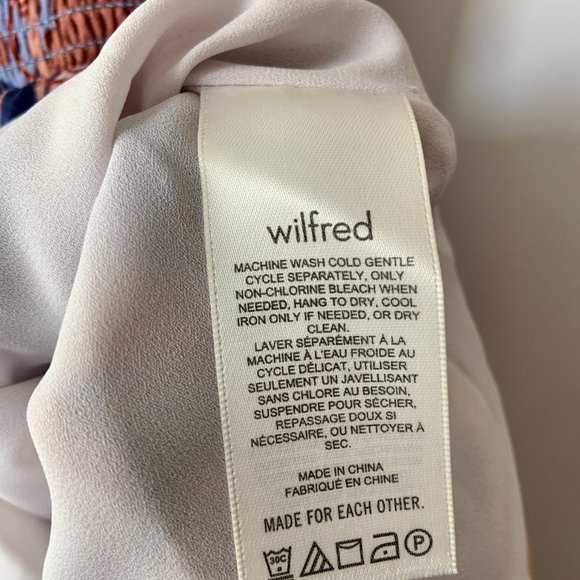 wilfred
MACHINE WASH COLD GENTLE
CYCLE SEPARATELY, ONLY
NON-CHLORINE BLEACH WHEN
NEEDED, HANG TO DRY, COOL
IRON ONLY IF NEEDED, OR DRY
CLEAN.
LAVER SÉPARÉMENT À LA
MACHINE À L'EAU FROIDE AU
CYCLE DÉLICAT, UTILISER
SEULEMENT UN JAVELLISANT
SANS CHLORE AU BESOIN,
SUSPENDRE POUR SÉCHER,
REPASSAGE DOUX SI
NÉCESSAIRE, OU NETTOYER À
SEC.
MADE IN CHINA
FABRIQUÉ EN CHINE
MADE FOR EACH OTHER.
30C P